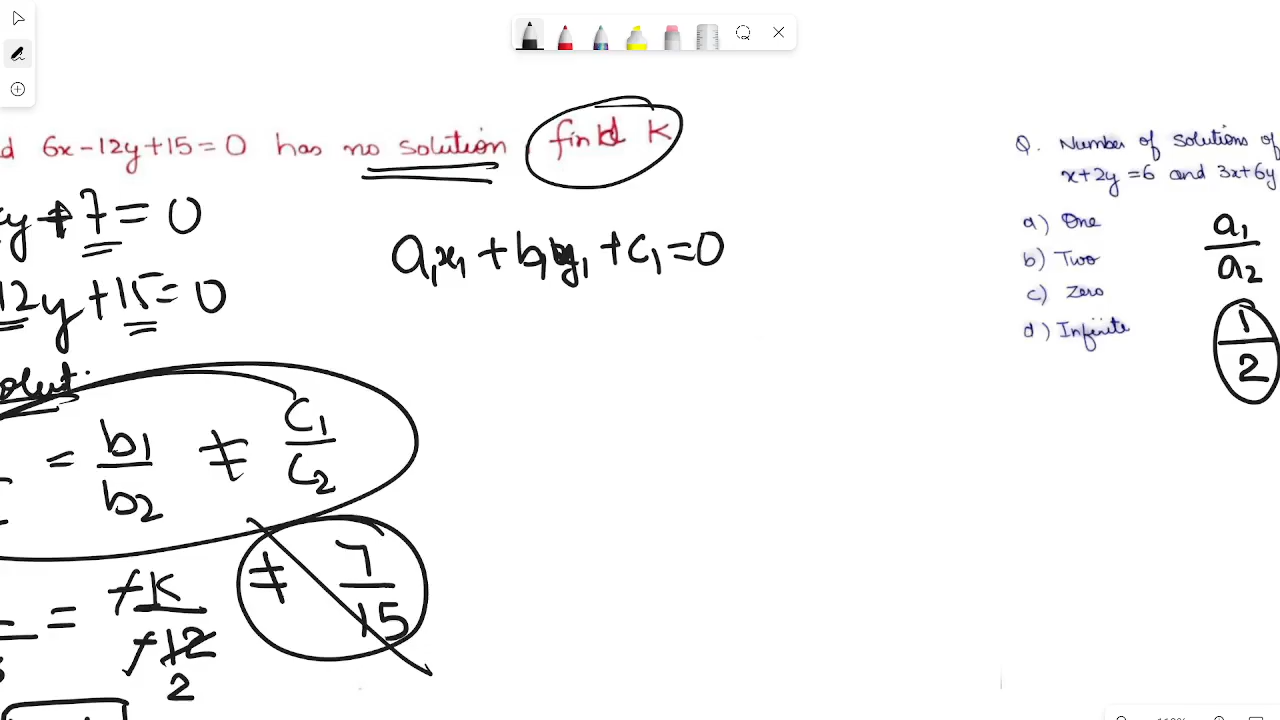 d 6x-12y+15=0 has no solution, find K
y+7=0
12y+15=0
a₁x₁+b₁y₁+c₁=0
solut.
= b₁/b₂ ≠ c₁/c₂
= -K/-12 ≠ 7/15
2
Q. Number of solutions of
x+2y=6 and 3x+6y
a) One
b) Two
c) Zero
d) Infinite
a₁/a₂
1/2